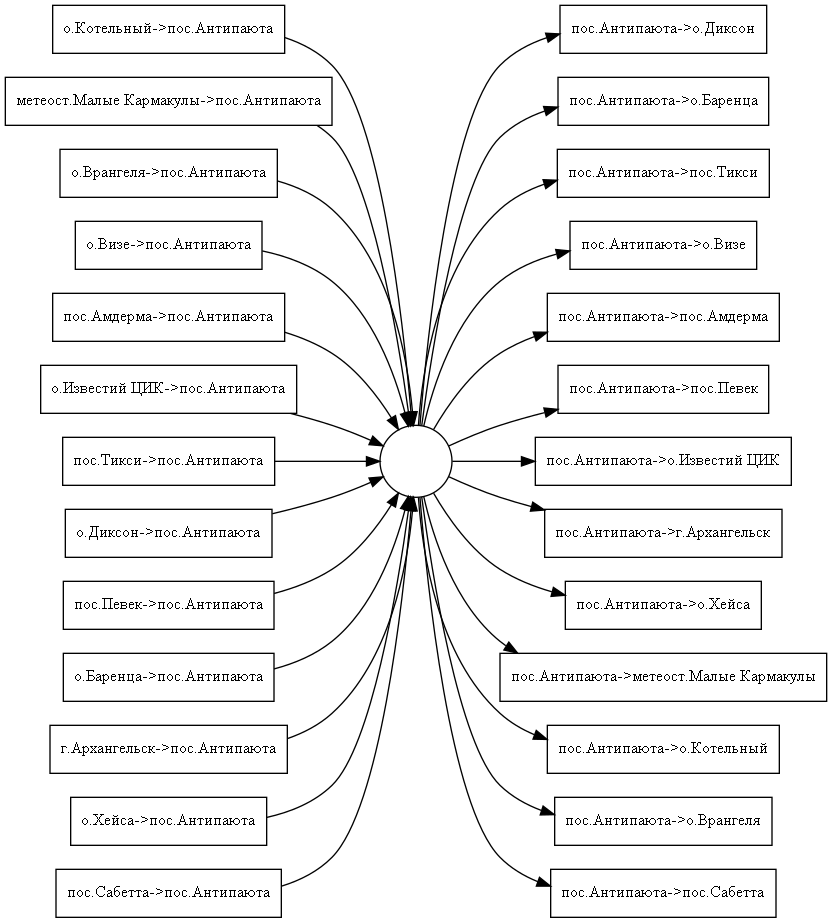 о.Котельный->пос.Антипаюта
метеост.Малые Кармакулы->пос.Антипаюта
о.Врангеля->пос.Антипаюта
о.Визе->пос.Антипаюта
пос.Амдерма->пос.Антипаюта
о.Известий ЦИК->пос.Антипаюта
пос.Тикси->пос.Антипаюта
о.Диксон->пос.Антипаюта
пос.Певек->пос.Антипаюта
о.Баренца->пос.Антипаюта
г.Архангельск->пос.Антипаюта
о.Хейса->пос.Антипаюта
пос.Сабетта->пос.Антипаюта
пос.Антипаюта->о.Диксон
пос.Антипаюта->о.Баренца
пос.Антипаюта->пос.Тикси
пос.Антипаюта->о.Визе
пос.Антипаюта->пос.Амдерма
пос.Антипаюта->пос.Певек
пос.Антипаюта->о.Известий ЦИК
пос.Антипаюта->г.Архангельск
пос.Антипаюта->о.Хейса
пос.Антипаюта->метеост.Малые Кармакулы
пос.Антипаюта->о.Котельный
пос.Антипаюта->о.Врангеля
пос.Антипаюта->пос.Сабетта